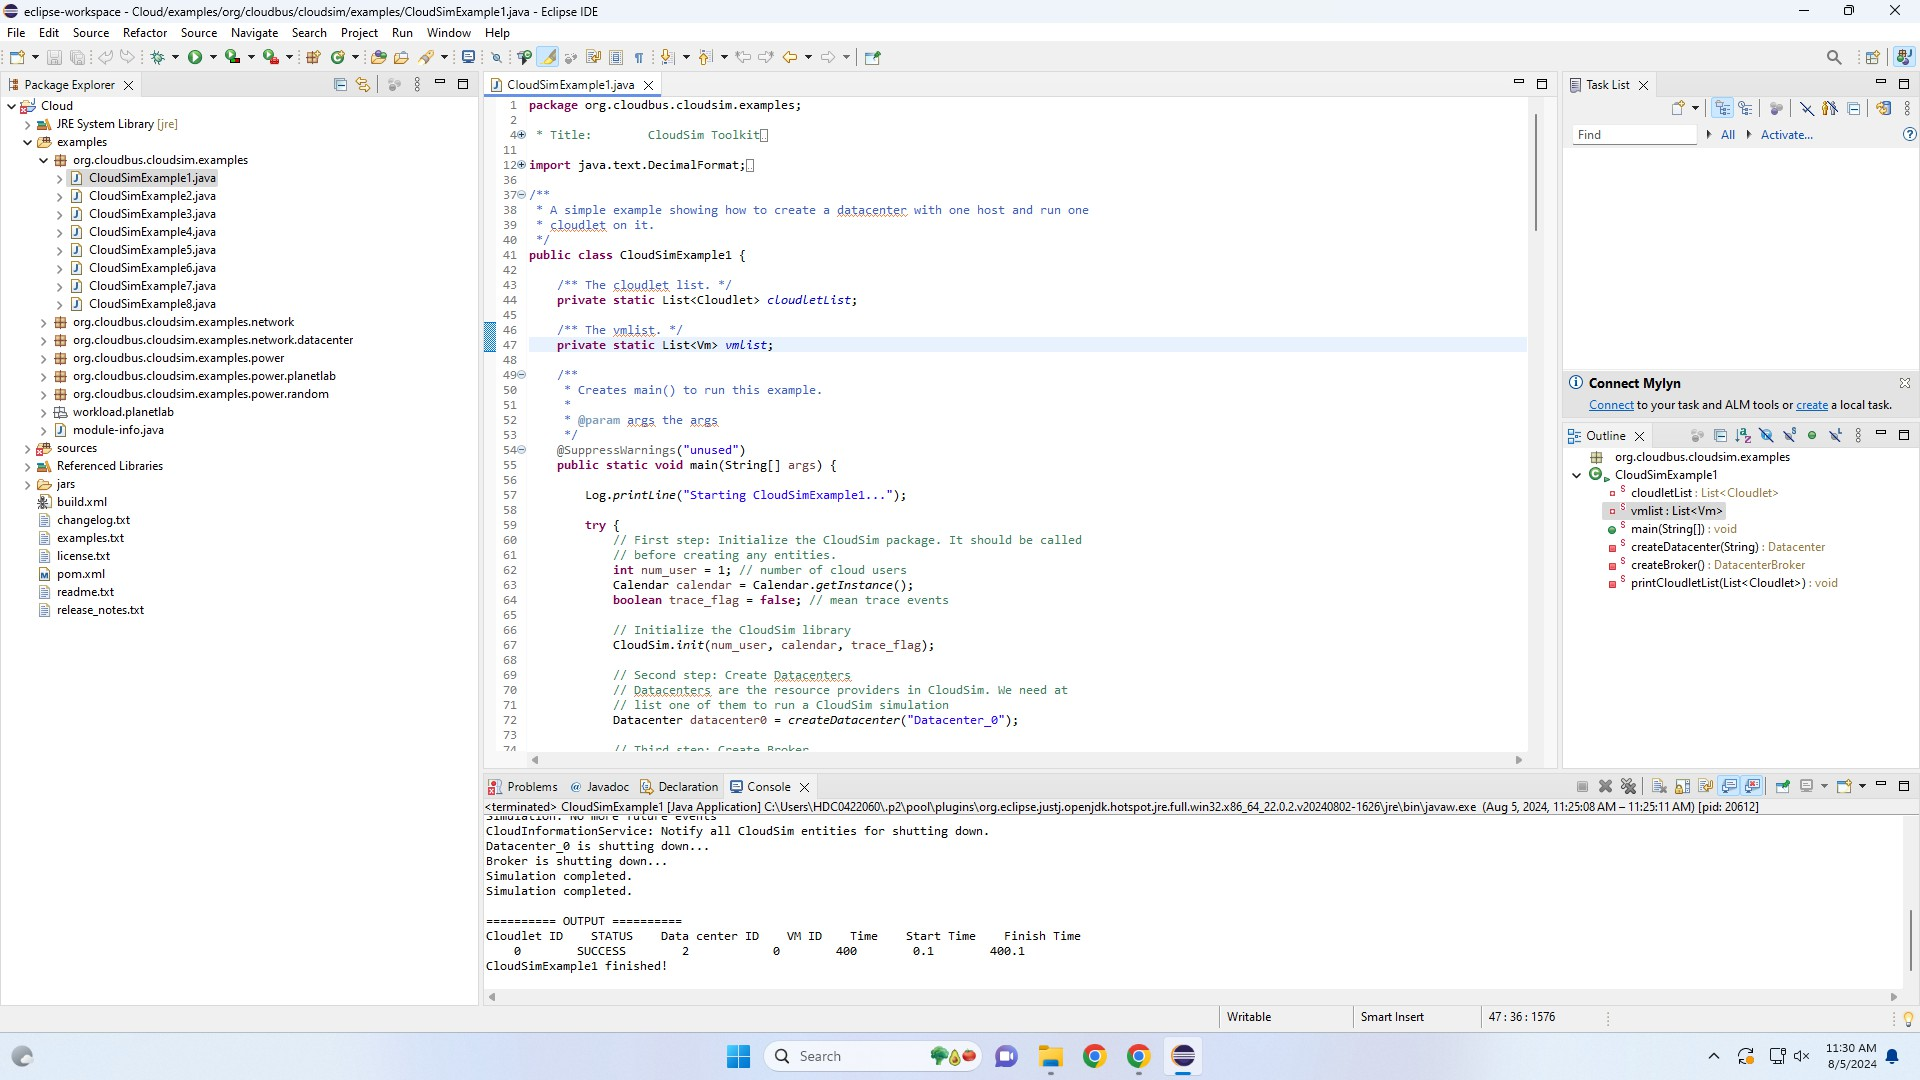 eclipse-workspace - Cloud/examples/org/cloudbus/cloudsim/examples/CloudSimExample1.java - Eclipse IDE
File Edit Source Refactor Source Navigate Search Project Run Window Help
Package Explorer
Cloud
JRE System Library [jre]
examples
org.cloudbus.cloudsim.examples
CloudSimExample1.java
CloudSimExample2.java
CloudSimExample3.java
CloudSimExample4.java
CloudSimExample5.java
CloudSimExample6.java
CloudSimExample7.java
CloudSimExample8.java
org.cloudbus.cloudsim.examples.network
org.cloudbus.cloudsim.examples.network.datacenter
org.cloudbus.cloudsim.examples.power
org.cloudbus.cloudsim.examples.power.planetlab
org.cloudbus.cloudsim.examples.power.random
workload.planetlab
module-info.java
sources
Referenced Libraries
jars
build.xml
changelog.txt
examples.txt
license.txt
pom.xml
readme.txt
release_notes.txt
CloudSimExample1.java
1 package org.cloudbus.cloudsim.examples;
2
4 * Title: CloudSim Toolkit
11
12 import java.text.DecimalFormat;
36
37 /**
38 * A simple example showing how to create a datacenter with one host and run one
39 * cloudlet on it.
40 */
41 public class CloudSimExample1 {
42
43 /** The cloudlet list. */
44 private static List<Cloudlet> cloudletList;
45
46 /** The vmlist. */
47 private static List<Vm> vmlist;
48
49 /**
50 * Creates main() to run this example.
51 *
52 * @param args the args
53 */
54 @SuppressWarnings("unused")
55 public static void main(String[] args) {
56
57 Log.printLine("Starting CloudSimExample1...");
58
59 try {
60 // First step: Initialize the CloudSim package. It should be called
61 // before creating any entities.
62 int num_user = 1; // number of cloud users
63 Calendar calendar = Calendar.getInstance();
64 boolean trace_flag = false; // mean trace events
65
66 // Initialize the CloudSim library
67 CloudSim.init(num_user, calendar, trace_flag);
68
69 // Second step: Create Datacenters
70 // Datacenters are the resource providers in CloudSim. We need at
71 // list one of them to run a CloudSim simulation
72 Datacenter datacenter0 = createDatacenter("Datacenter_0");
73
74 // Third step: Create Broker
Task List
Find All Activate...
Connect Mylyn
Connect to your task and ALM tools or create a local task.
Outline
org.cloudbus.cloudsim.examples
CloudSimExample1
cloudletList : List<Cloudlet>
vmlist : List<Vm>
main(String[]) : void
createDatacenter(String) : Datacenter
createBroker() : DatacenterBroker
printCloudletList(List<Cloudlet>) : void
Problems @ Javadoc Declaration Console
<terminated> CloudSimExample1 [Java Application] C:\Users\HDC0422060\.p2\pool\plugins\org.eclipse.justj.openjdk.hotspot.jre.full.win32.x86_64_22.0.2.v20240802-1626\jre\bin\javaw.exe (Aug 5, 2024, 11:25:08 AM – 11:25:11 AM) [pid: 20612]
Simulation: No more future events
CloudInformationService: Notify all CloudSim entities for shutting down.
Datacenter_0 is shutting down...
Broker is shutting down...
Simulation completed.
Simulation completed.
========== OUTPUT ==========
Cloudlet ID STATUS Data center ID VM ID Time Start Time Finish Time
0 SUCCESS 2 0 400 0.1 400.1
CloudSimExample1 finished!
Writable Smart Insert 47 : 36 : 1576
Search
11:30 AM
8/5/2024